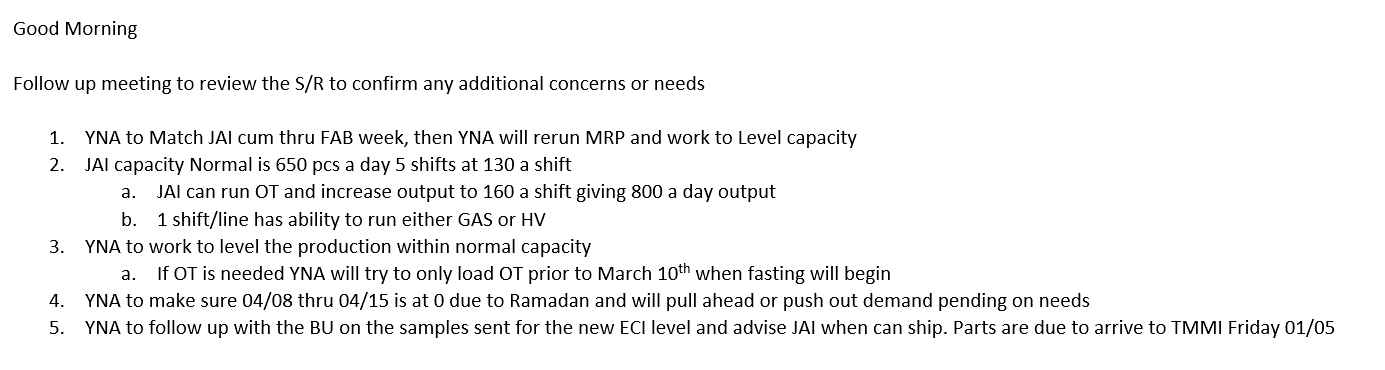 Good Morning
Follow up meeting to review the S/R to confirm any additional concerns or needs
1. YNA to Match JAI cum thru FAB week, then YNA will rerun MRP and work to Level capacity
2. JAI capacity Normal is 650 pcs a day 5 shifts at 130 a shift
a. JAI can run OT and increase output to 160 a shift giving 800 a day output
b. 1 shift/line has ability to run either GAS or HV
3. YNA to work to level the production within normal capacity
a. If OT is needed YNA will try to only load OT prior to March 10th when fasting will begin
4. YNA to make sure 04/08 thru 04/15 is at 0 due to Ramadan and will pull ahead or push out demand pending on needs
5. YNA to follow up with the BU on the samples sent for the new ECI level and advise JAI when can ship. Parts are due to arrive to TMMI Friday 01/05